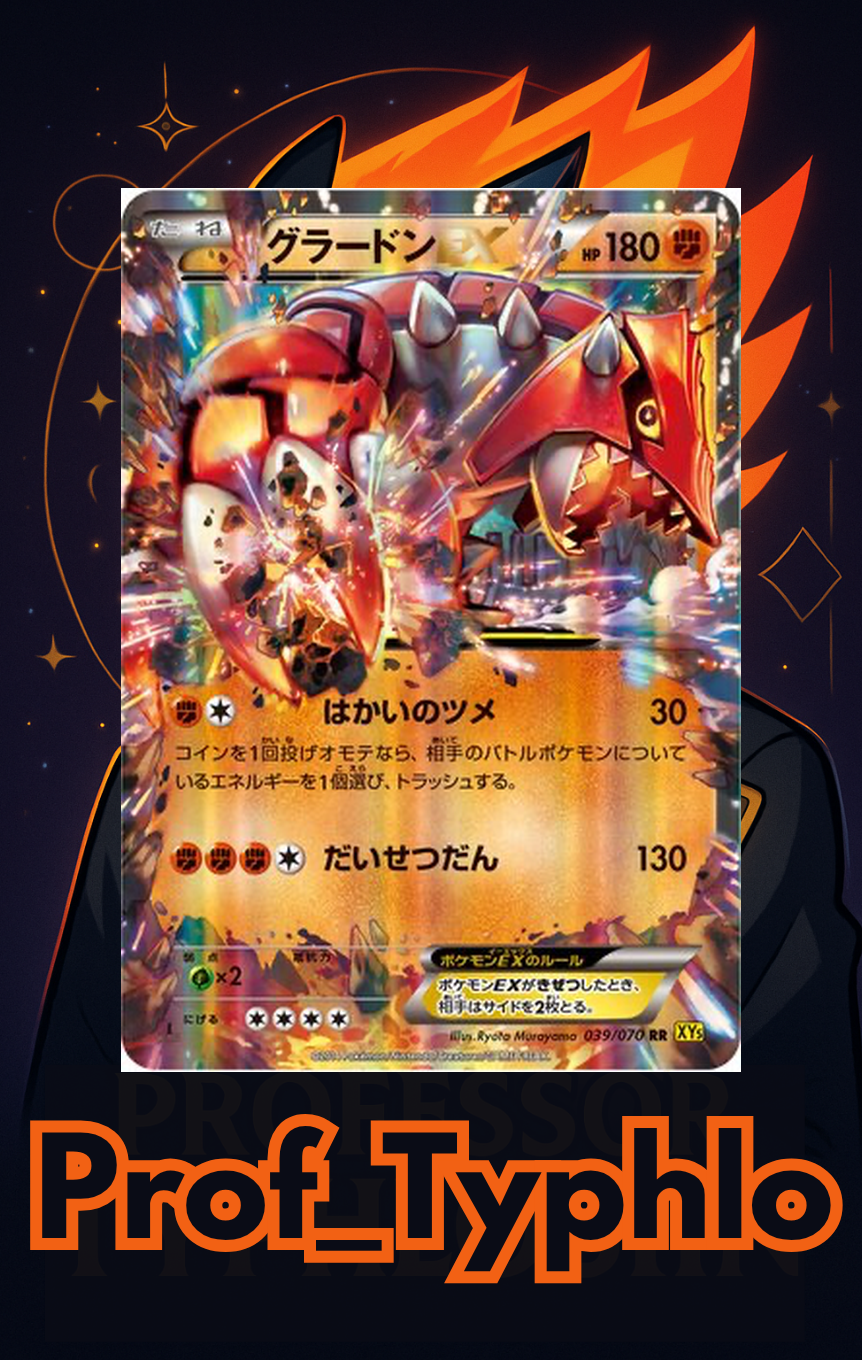 たね グラードンEX HP 180
はかいのツメ 30
コインを1回投げオモテなら、相手のバトルポケモンについて
いるエネルギーを1個選び、トラッシュする。
だいせつだん 130
弱点 抵抗力
×2
にげる
ポケモンEXのルール
ポケモンEXがきぜつしたとき、
相手はサイドを2枚とる。
illus. Ryota Murayama 039/070 RR XY5
PROFESSOR
Prof_Typhlo